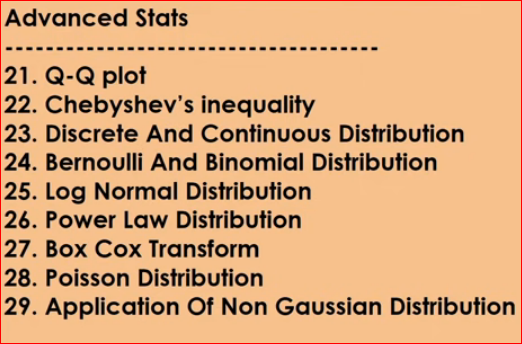 Advanced Stats
-------------------------------------
21. Q-Q plot
22. Chebyshev's inequality
23. Discrete And Continuous Distribution
24. Bernoulli And Binomial Distribution
25. Log Normal Distribution
26. Power Law Distribution
27. Box Cox Transform
28. Poisson Distribution
29. Application Of Non Gaussian Distribution